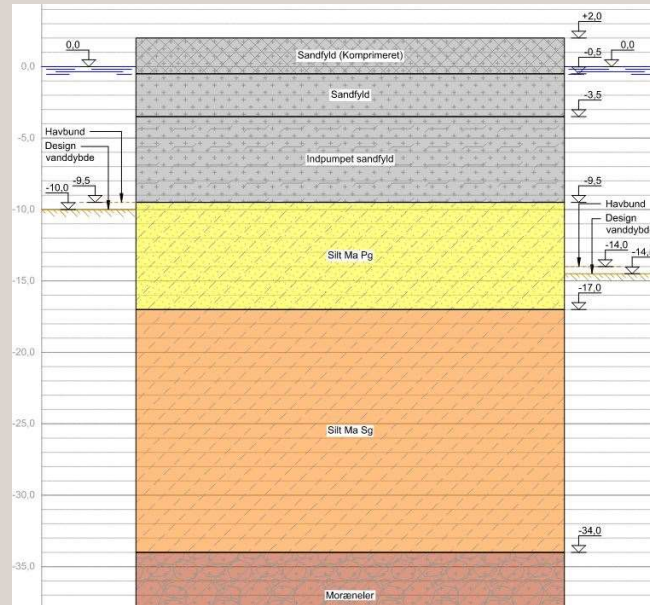 +2,0
0,0
Sandfyld (Komprimeret)
-0,5
0,0
0,0
Sandfyld
-3,5
-5,0
Havbund
Design
vanddybde
Indpumpet sandfyld
-9,5
-10,0
-9,5
-10,0
Havbund
Design
vanddybde
-14,0
-14,
Silt Ma Pg
-15,0
-17,0
-20,0
-25,0
Silt Ma Sg
-30,0
-34,0
-35,0
Moræneler